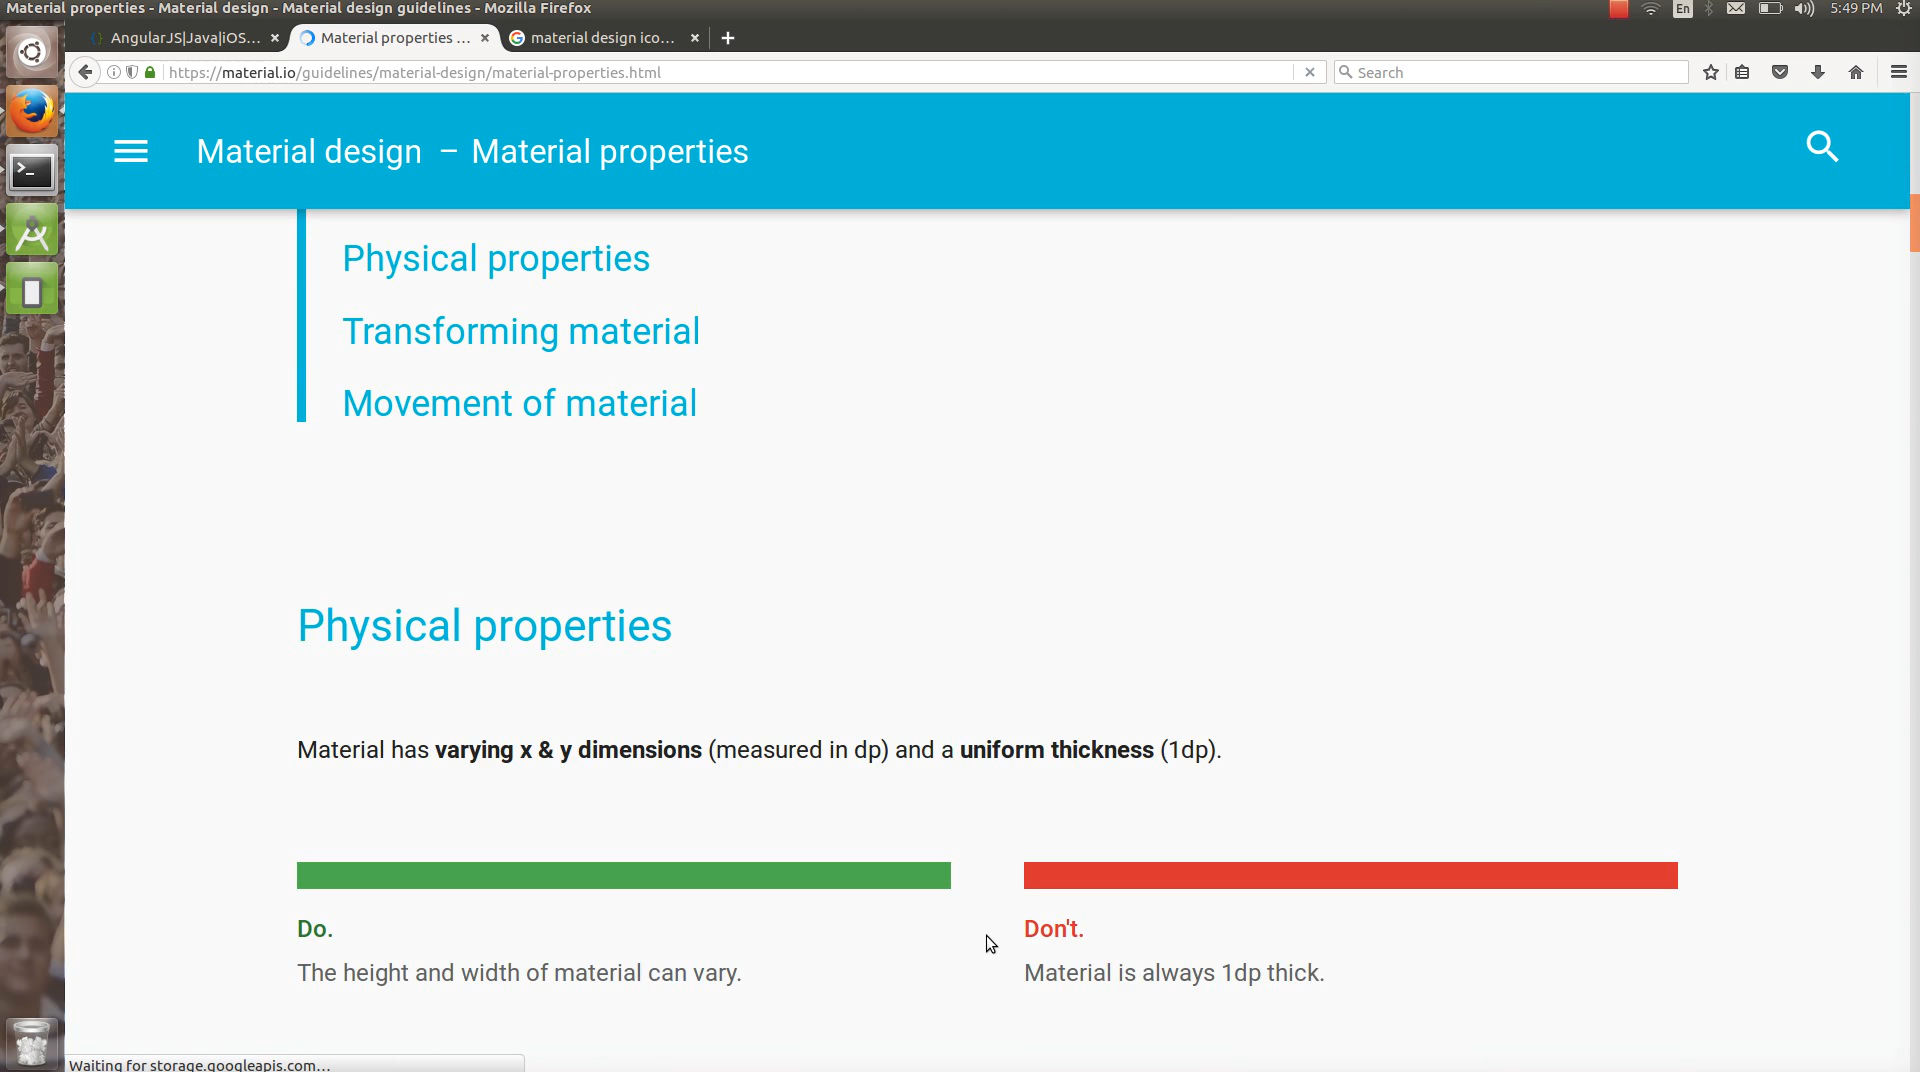 Material properties - Material design - Material design guidelines - Mozilla Firefox
En
5:49 PM
AngularJS|Java|iOS...
Material properties ...
material design ico...
https://material.io/guidelines/material-design/material-properties.html
Search
Material design – Material properties
Physical properties
Transforming material
Movement of material
Physical properties
Material has varying x & y dimensions (measured in dp) and a uniform thickness (1dp).
Do.
Don't.
The height and width of material can vary.
Material is always 1dp thick.
Waiting for storage.googleapis.com...